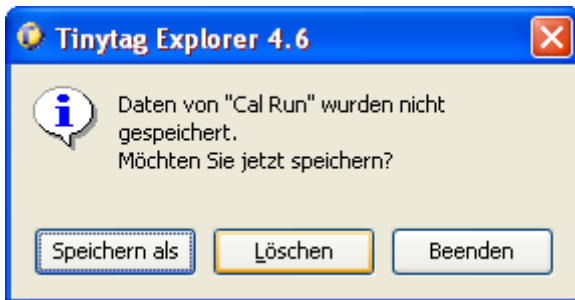 Tinytag Explorer 4.6
Daten von "Cal Run" wurden nicht
gespeichert.
Möchten Sie jetzt speichern?
Speichern als
Löschen
Beenden